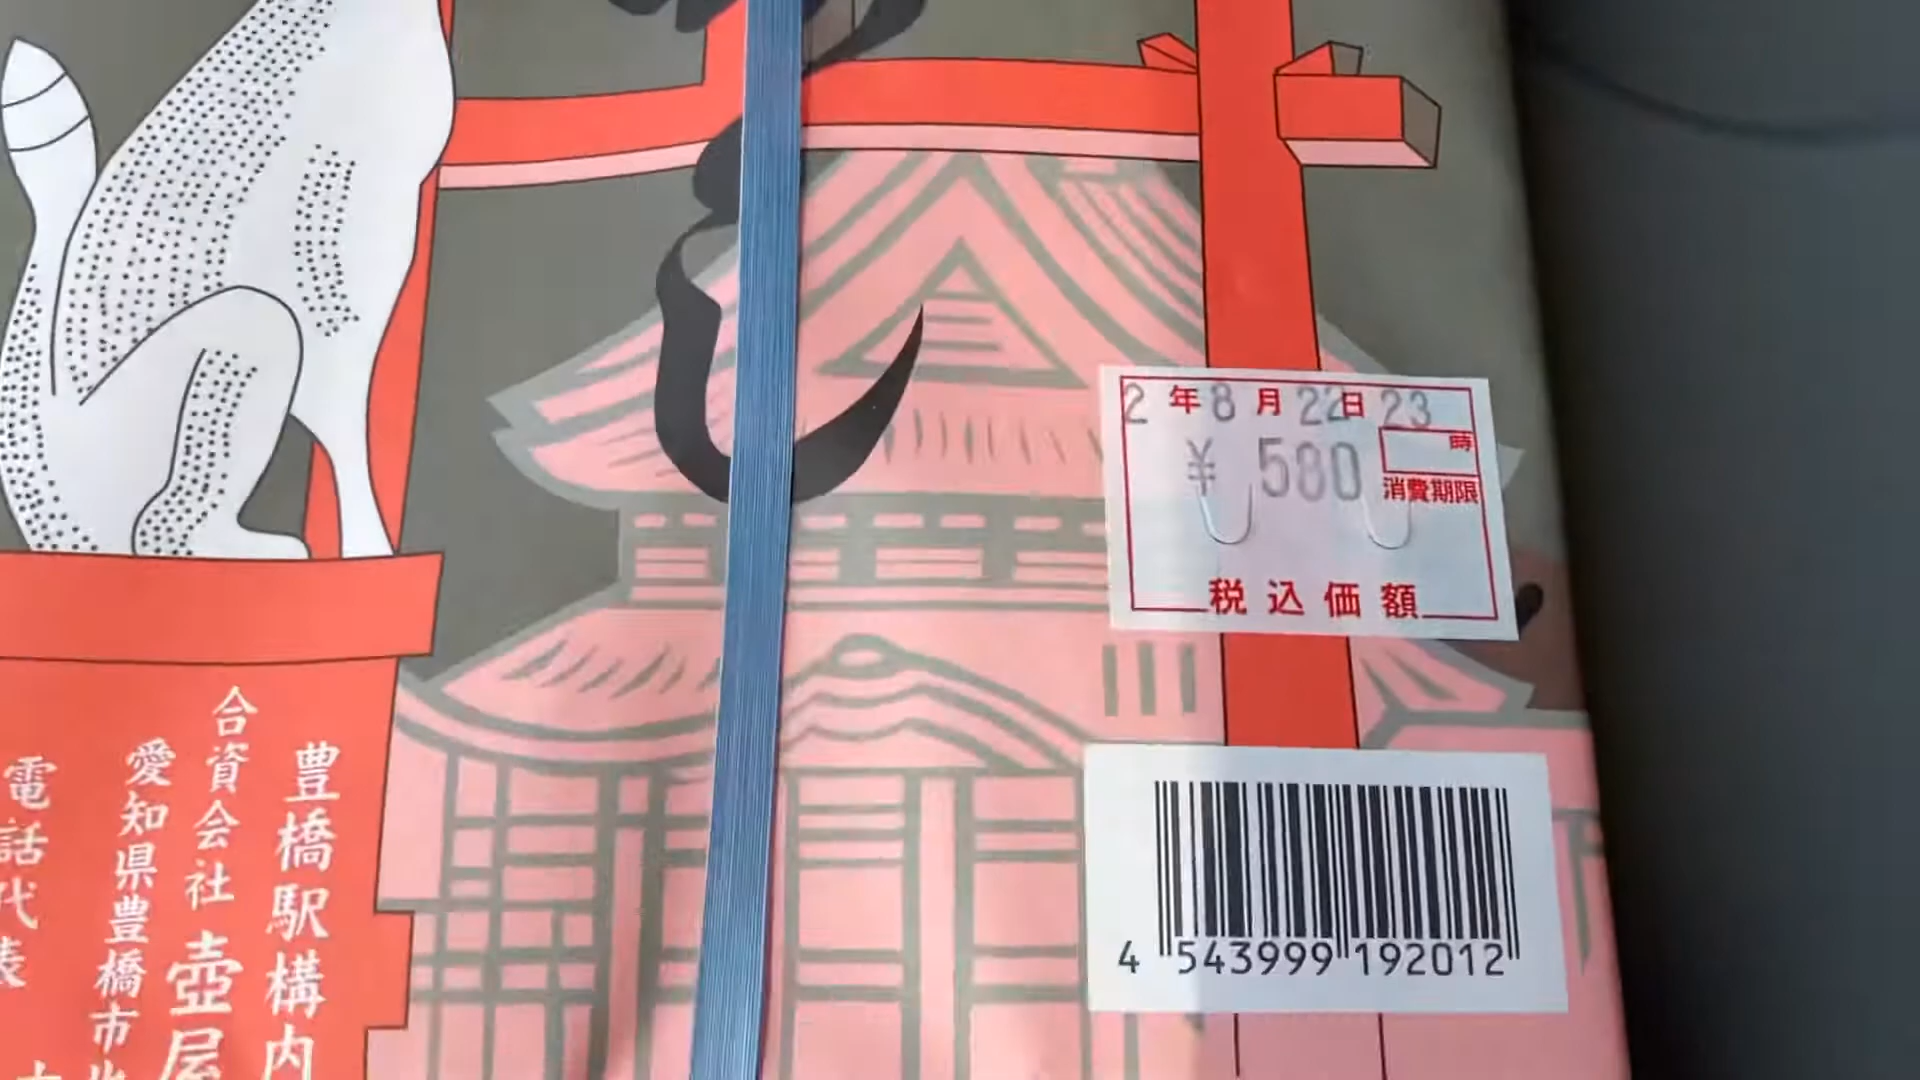 2年8月22日23
時
¥580
消費期限
税込価額
4 543999 192012
豊橋駅構内
合資会社 壺屋
愛知県豊橋市
電話代表